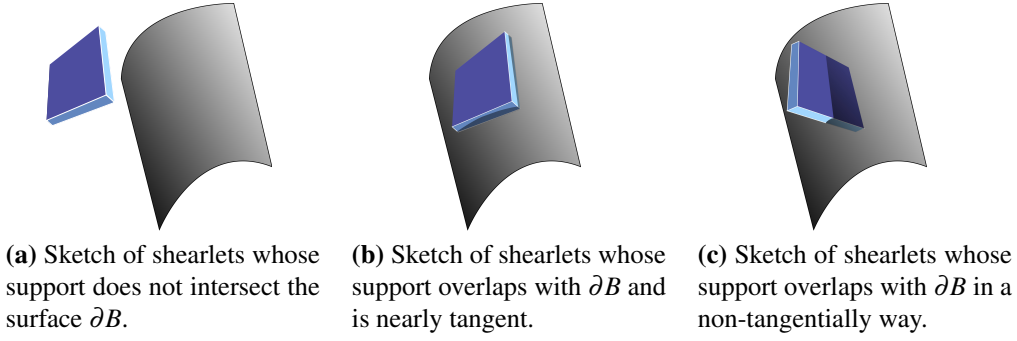 (a) Sketch of shearlets whose
support does not intersect the
surface ∂B.
(b) Sketch of shearlets whose
support overlaps with ∂B and
is nearly tangent.
(c) Sketch of shearlets whose
support overlaps with ∂B in a
non-tangentially way.